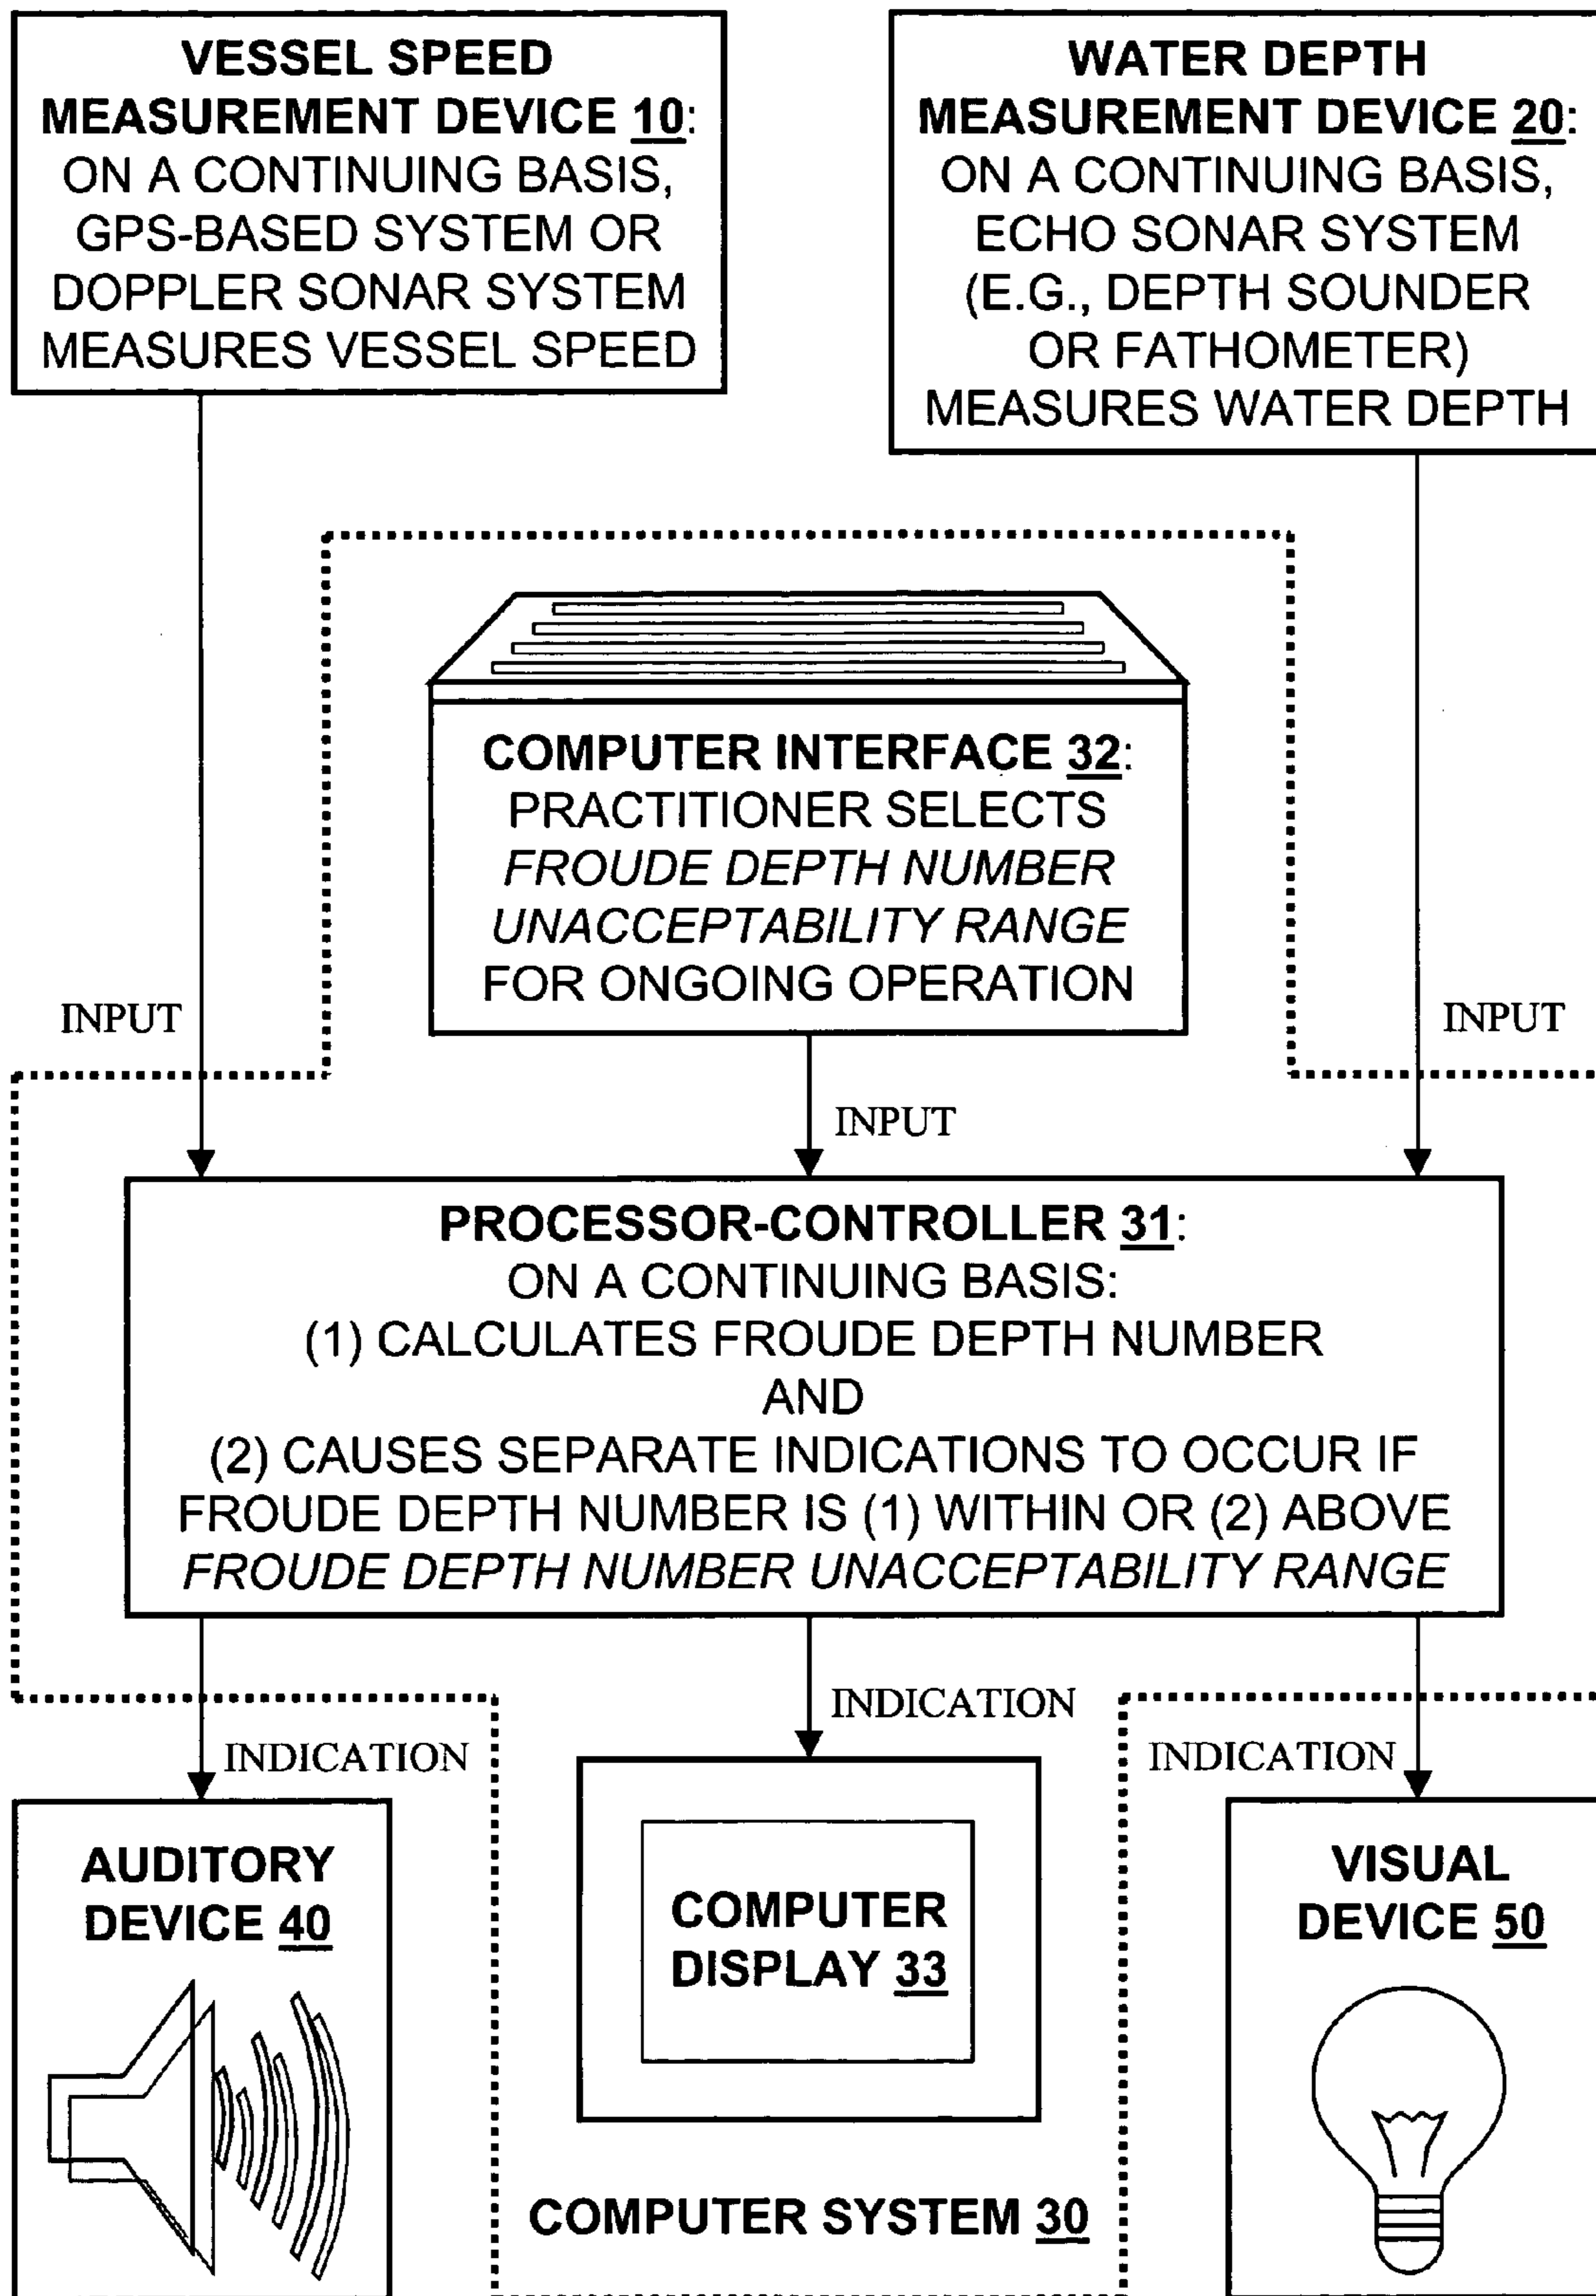 VESSEL SPEED
MEASUREMENT DEVICE 10:
ON A CONTINUING BASIS,
GPS-BASED SYSTEM OR
DOPPLER SONAR SYSTEM
MEASURES VESSEL SPEED
WATER DEPTH
MEASUREMENT DEVICE 20:
ON A CONTINUING BASIS,
ECHO SONAR SYSTEM
(E.G., DEPTH SOUNDER
OR FATHOMETER)
MEASURES WATER DEPTH
COMPUTER INTERFACE 32:
PRACTITIONER SELECTS
FROUDE DEPTH NUMBER
UNACCEPTABILITY RANGE
FOR ONGOING OPERATION
INPUT
INPUT
INPUT
PROCESSOR-CONTROLLER 31:
ON A CONTINUING BASIS:
(1) CALCULATES FROUDE DEPTH NUMBER
AND
(2) CAUSES SEPARATE INDICATIONS TO OCCUR IF
FROUDE DEPTH NUMBER IS (1) WITHIN OR (2) ABOVE
FROUDE DEPTH NUMBER UNACCEPTABILITY RANGE
INDICATION
INDICATION
INDICATION
AUDITORY
DEVICE 40
COMPUTER
DISPLAY 33
VISUAL
DEVICE 50
COMPUTER SYSTEM 30